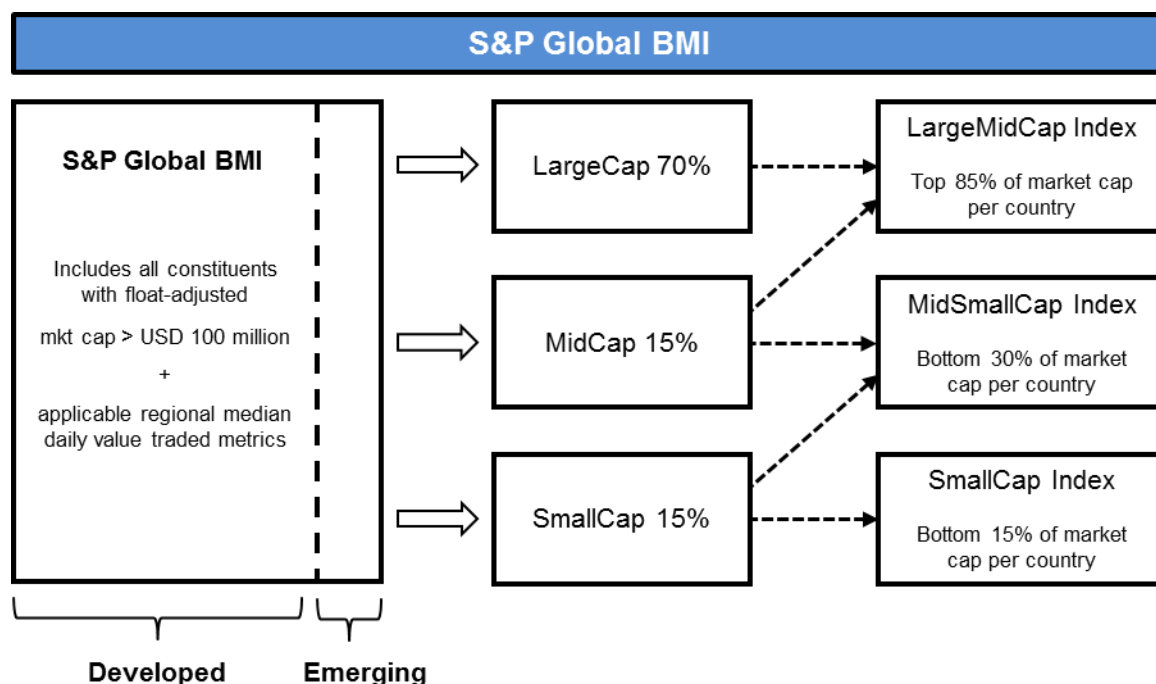 S&P Global BMI
S&P Global BMI
Includes all constituents
with float-adjusted
mkt cap > USD 100 million
+
applicable regional median
daily value traded metrics
Developed
Emerging
LargeCap 70%
MidCap 15%
SmallCap 15%
LargeMidCap Index
Top 85% of market cap
per country
MidSmallCap Index
Bottom 30% of market
cap per country
SmallCap Index
Bottom 15% of market
cap per country